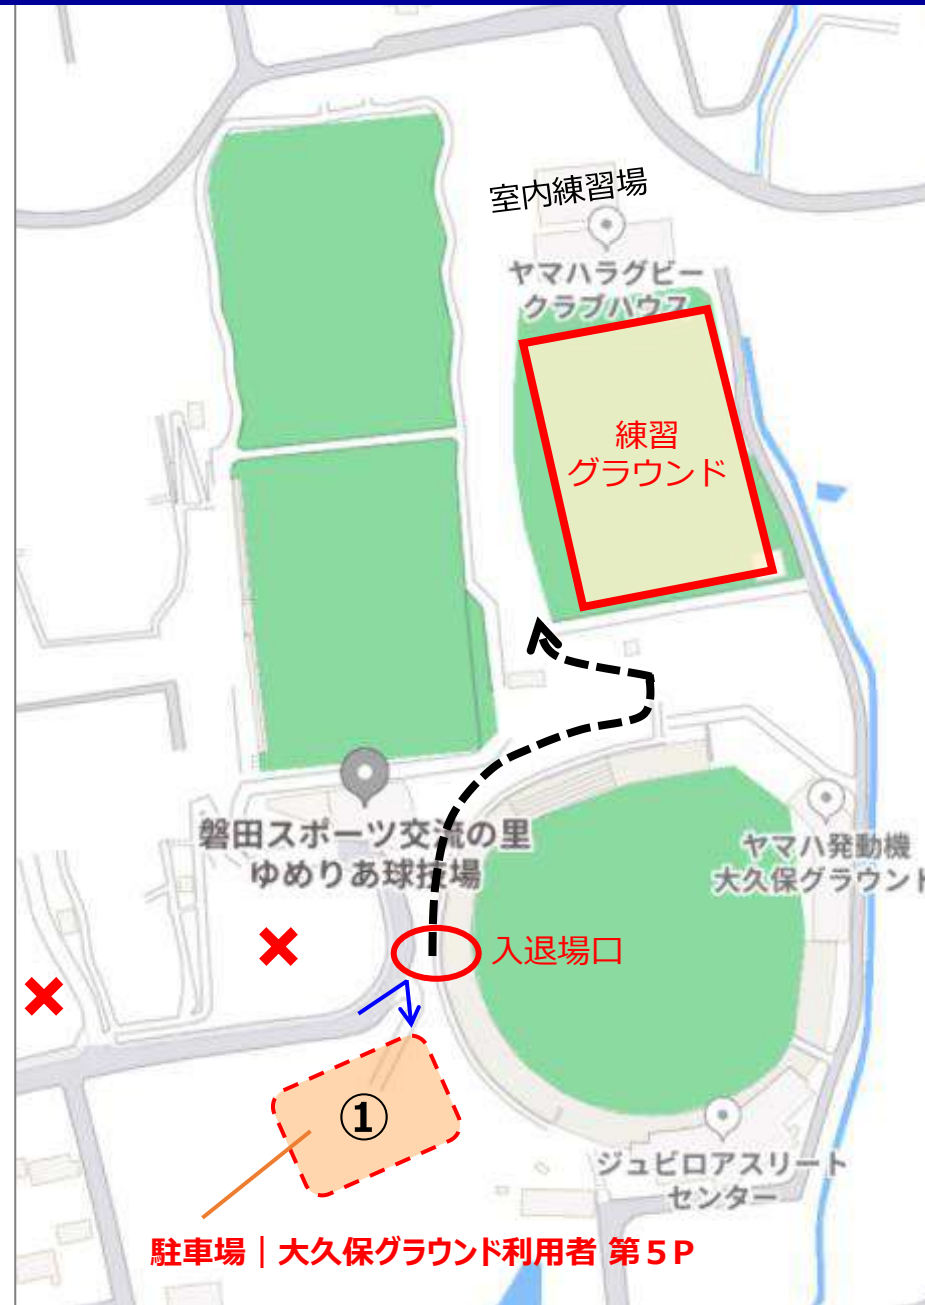 室内練習場
ヤマハラグビー
クラブハウス
練習
グラウンド
磐田スポーツ交流の里
ゆめりあ球技場
ヤマハ発動機
大久保グラウンド
入退場口
①
ジュビロアスリート
センター
駐車場｜大久保グラウンド利用者 第５P